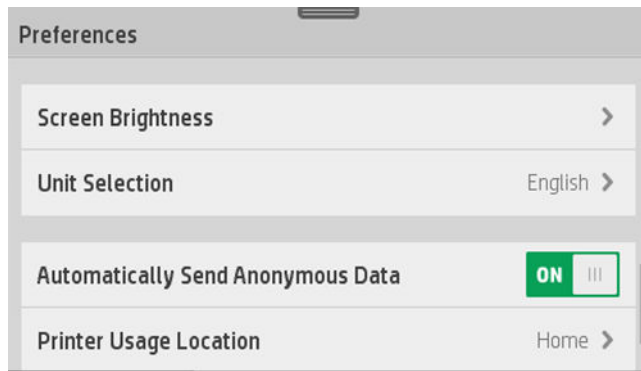 Preferences
Screen Brightness
Unit Selection English
Automatically Send Anonymous Data ON
Printer Usage Location Home